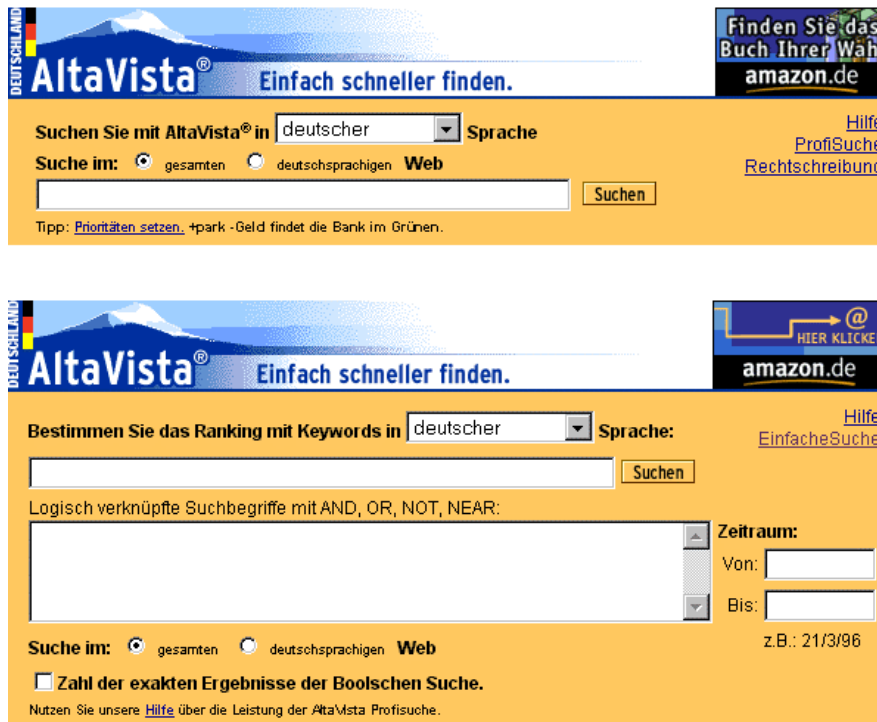 DEUTSCHLAND
AltaVista® Einfach schneller finden.
Finden Sie das
Buch Ihrer Wah
amazon.de
Suchen Sie mit AltaVista® in deutscher Sprache
Suche im: gesamten deutschsprachigen Web
Suchen
Tipp: Prioritäten setzen. +park -Geld findet die Bank im Grünen.
Hilfe
ProfiSuche
Rechtschreibung
DEUTSCHLAND
AltaVista® Einfach schneller finden.
@
HIER KLICKE
amazon.de
Bestimmen Sie das Ranking mit Keywords in deutscher Sprache:
Hilfe
EinfacheSuche
Suchen
Logisch verknüpfte Suchbegriffe mit AND, OR, NOT, NEAR:
Zeitraum:
Von:
Bis:
z.B.: 21/3/96
Suche im: gesamten deutschsprachigen Web
Zahl der exakten Ergebnisse der Boolschen Suche.
Nutzen Sie unsere Hilfe über die Leistung der AltaVista Profisuche.